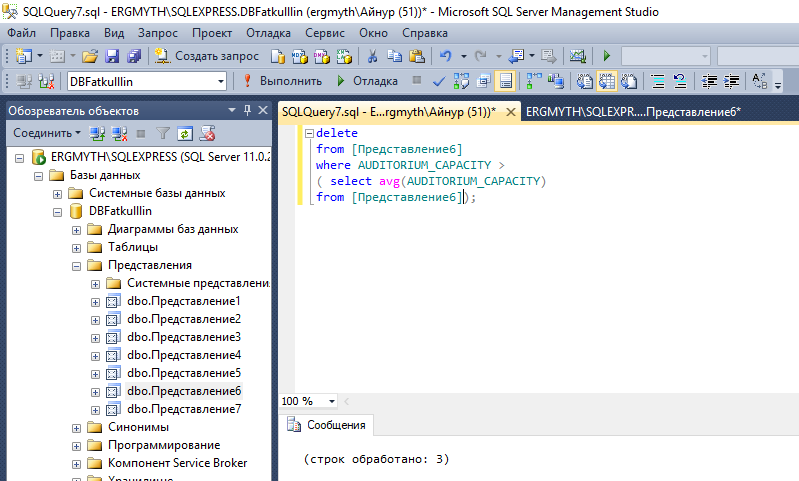 SQLQuery7.sql - ERGMYTH\SQLEXPRESS.DBFatkulllin (ergmyth\Айнур (51))* - Microsoft SQL Server Management Studio
Файл Правка Вид Запрос Проект Отладка Сервис Окно Справка
Создать запрос
DBFatkulllin Выполнить Отладка
Обозреватель объектов
SQLQuery7.sql - E...rgmyth\Айнур (51))* ERGMYTH\SQLEXPR....Представление6*
Соединить
ERGMYTH\SQLEXPRESS (SQL Server 11.0.2
Базы данных
Системные базы данных
DBFatkulllin
Диаграммы баз данных
Таблицы
Представления
Системные представлени
dbo.Представление1
dbo.Представление2
dbo.Представление3
dbo.Представление4
dbo.Представление5
dbo.Представление6
dbo.Представление7
Синонимы
Программирование
Компонент Service Broker
Хранилище
delete
from [Представление6]
where AUDITORIUM_CAPACITY >
( select avg(AUDITORIUM_CAPACITY)
from [Представление6]);
100 %
Сообщения
(строк обработано: 3)